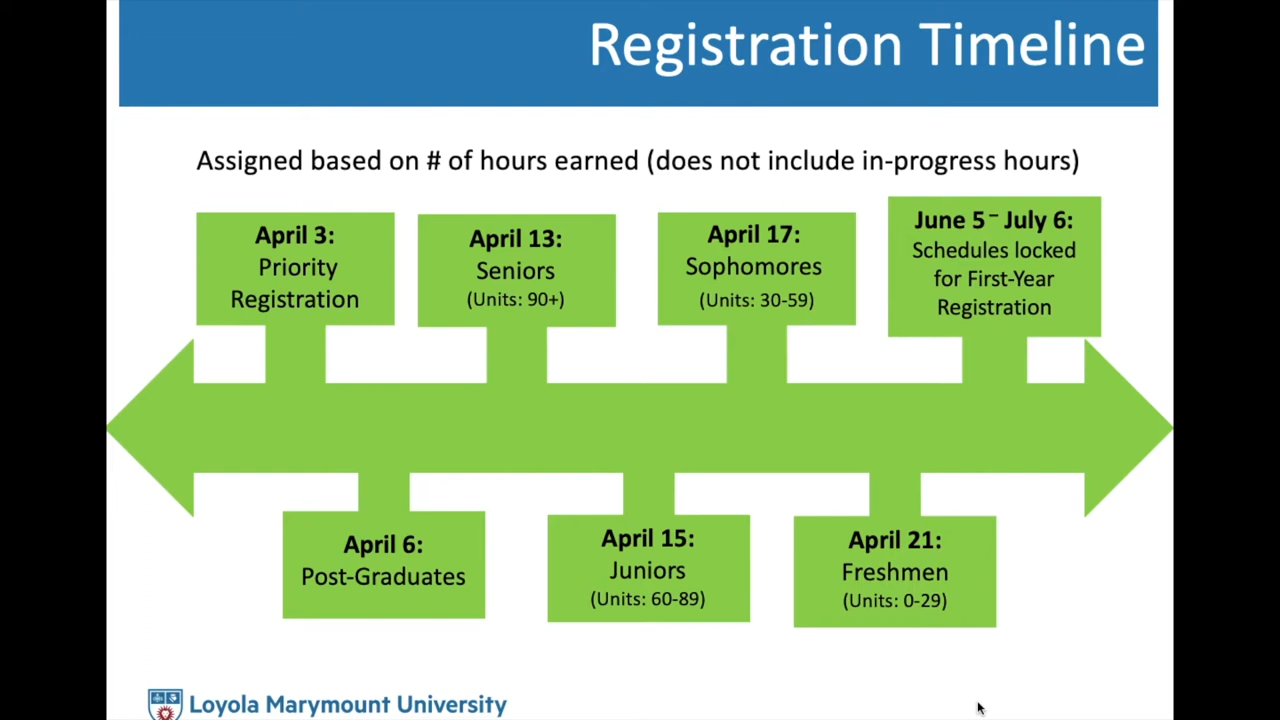 Registration Timeline
Assigned based on # of hours earned (does not include in-progress hours)
April 3:
Priority
Registration
April 13:
Seniors
(Units: 90+)
April 17:
Sophomores
(Units: 30-59)
June 5 – July 6:
Schedules locked
for First-Year
Registration
April 6:
Post-Graduates
April 15:
Juniors
(Units: 60-89)
April 21:
Freshmen
(Units: 0-29)
Loyola Marymount University